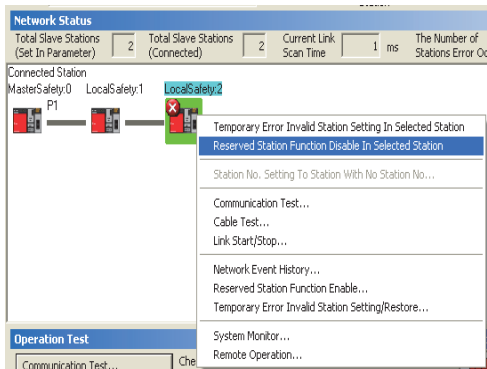 Network Status
Total Slave Stations
(Set In Parameter)
2
Total Slave Stations
(Connected)
2
Current Link
Scan Time
1 ms
The Number of
Stations Error Oc
Connected Station
MasterSafety:0 LocalSafety:1 LocalSafety:2
P1
Temporary Error Invalid Station Setting In Selected Station
Reserved Station Function Disable In Selected Station
Station No. Setting To Station With No Station No...
Communication Test...
Cable Test...
Link Start/Stop...
Network Event History...
Reserved Station Function Enable...
Temporary Error Invalid Station Setting/Restore...
System Monitor...
Remote Operation...
Operation Test
Communication Test... Che